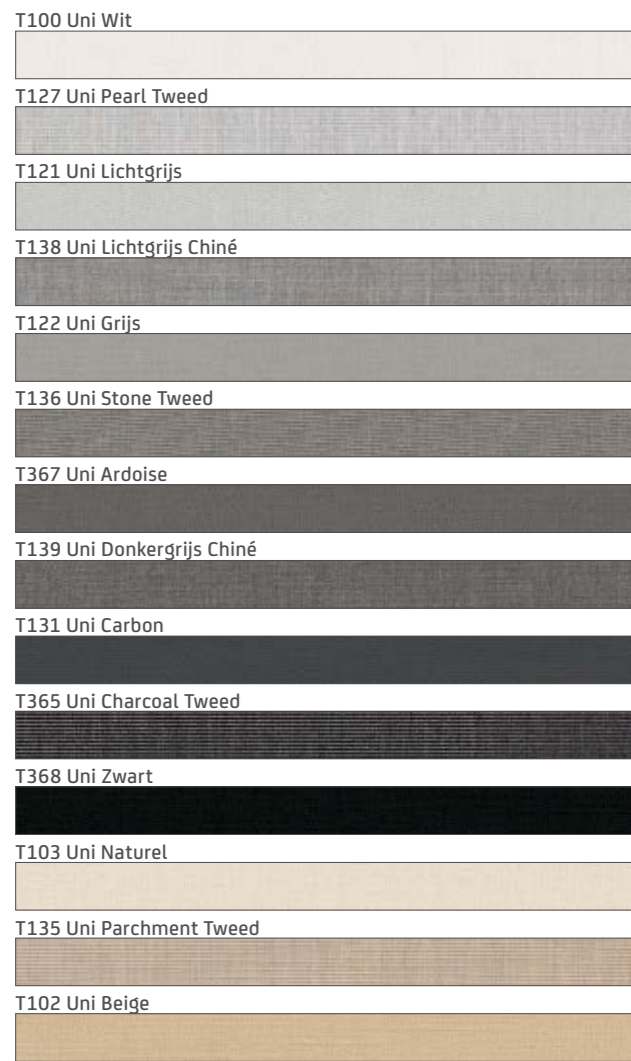 T100 Uni Wit
T127 Uni Pearl Tweed
T121 Uni Lichtgrijs
T138 Uni Lichtgrijs Chiné
T122 Uni Grijs
T136 Uni Stone Tweed
T367 Uni Ardoise
T139 Uni Donkergrijs Chiné
T131 Uni Carbon
T365 Uni Charcoal Tweed
T368 Uni Zwart
T103 Uni Naturel
T135 Uni Parchment Tweed
T102 Uni Beige